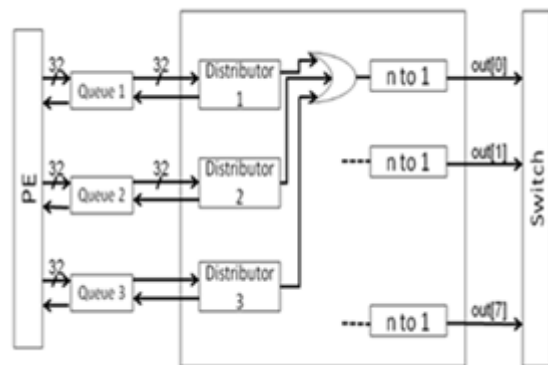 PE
32
32
Queue 1
Distributor
1
n to 1
out[0]
32
32
Queue 2
Distributor
2
n to 1
out[1]
32
Queue 3
Distributor
3
n to 1
out[7]
Switch